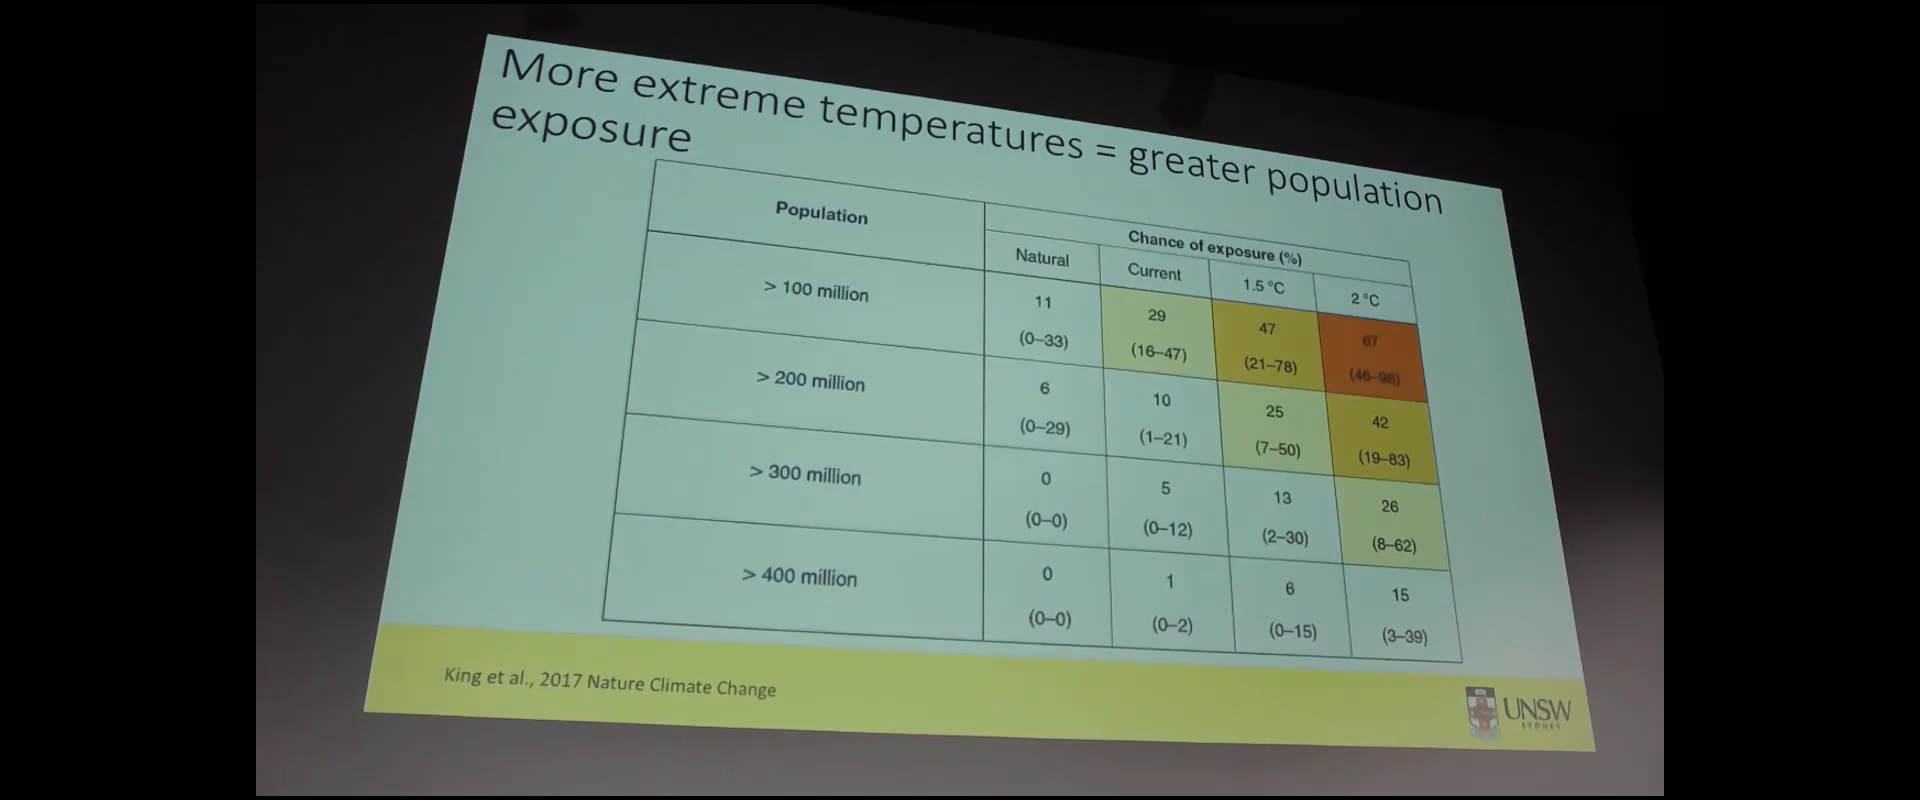 More extreme temperatures = greater population
exposure
Population
Chance of exposure (%)
Natural
Current
1.5 °C
2 °C
> 100 million
11
(0–33)
29
(16–47)
47
(21–78)
67
(46–96)
> 200 million
6
(0–29)
10
(1–21)
25
(7–50)
42
(19–83)
> 300 million
0
(0–0)
5
(0–12)
13
(2–30)
26
(8–62)
> 400 million
0
(0–0)
1
(0–2)
6
(0–15)
15
(3–39)
King et al., 2017 Nature Climate Change
UNSW
SYDNEY